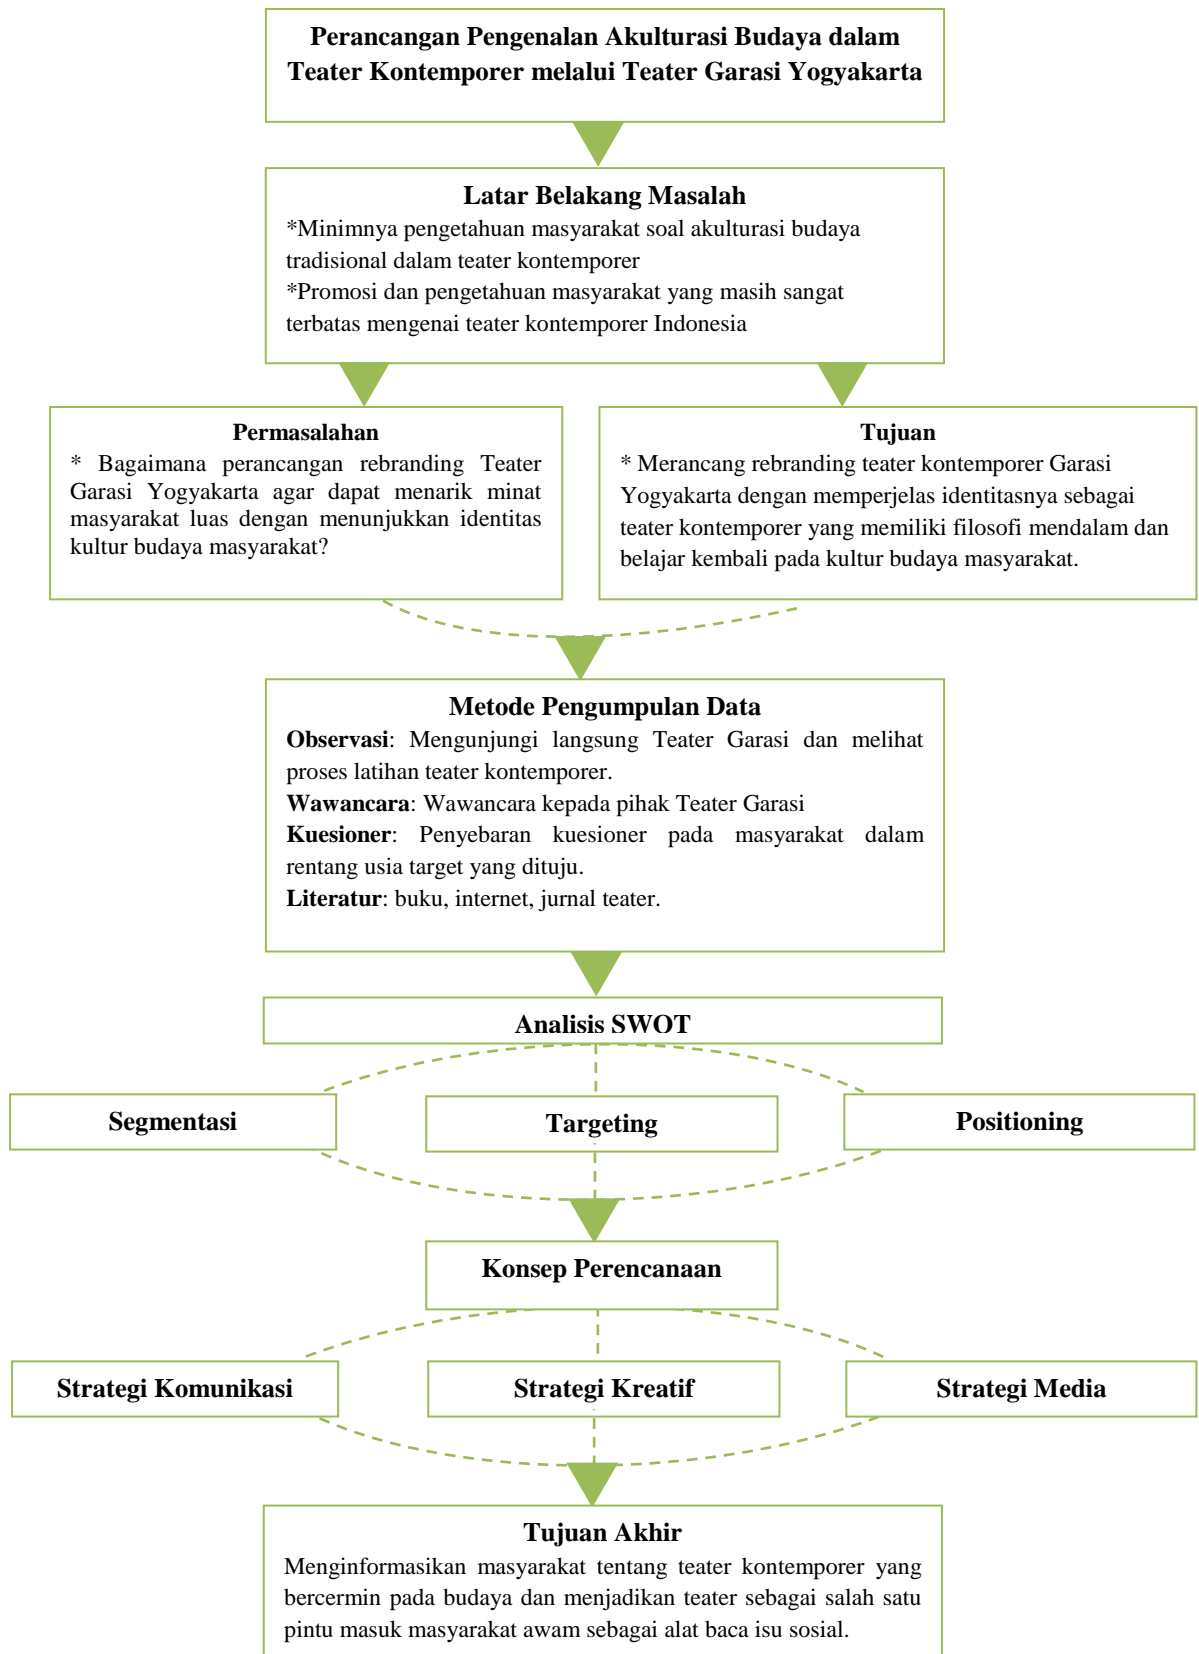 Perancangan Pengenalan Akulturasi Budaya dalam
Teater Kontemporer melalui Teater Garasi Yogyakarta
Latar Belakang Masalah
*Minimnya pengetahuan masyarakat soal akulturasi budaya
tradisional dalam teater kontemporer
*Promosi dan pengetahuan masyarakat yang masih sangat
terbatas mengenai teater kontemporer Indonesia
Permasalahan
* Bagaimana perancangan rebranding Teater
Garasi Yogyakarta agar dapat menarik minat
masyarakat luas dengan menunjukkan identitas
kultur budaya masyarakat?
Tujuan
* Merancang rebranding teater kontemporer Garasi
Yogyakarta dengan memperjelas identitasnya sebagai
teater kontemporer yang memiliki filosofi mendalam dan
belajar kembali pada kultur budaya masyarakat.
Metode Pengumpulan Data
Observasi: Mengunjungi langsung Teater Garasi dan melihat
proses latihan teater kontemporer.
Wawancara: Wawancara kepada pihak Teater Garasi
Kuesioner: Penyebaran kuesioner pada masyarakat dalam
rentang usia target yang dituju.
Literatur: buku, internet, jurnal teater.
Analisis SWOT
Segmentasi
Targeting
Positioning
Konsep Perencanaan
Strategi Komunikasi
Strategi Kreatif
Strategi Media
Tujuan Akhir
Menginformasikan masyarakat tentang teater kontemporer yang
bercermin pada budaya dan menjadikan teater sebagai salah satu
pintu masuk masyarakat awam sebagai alat baca isu sosial.